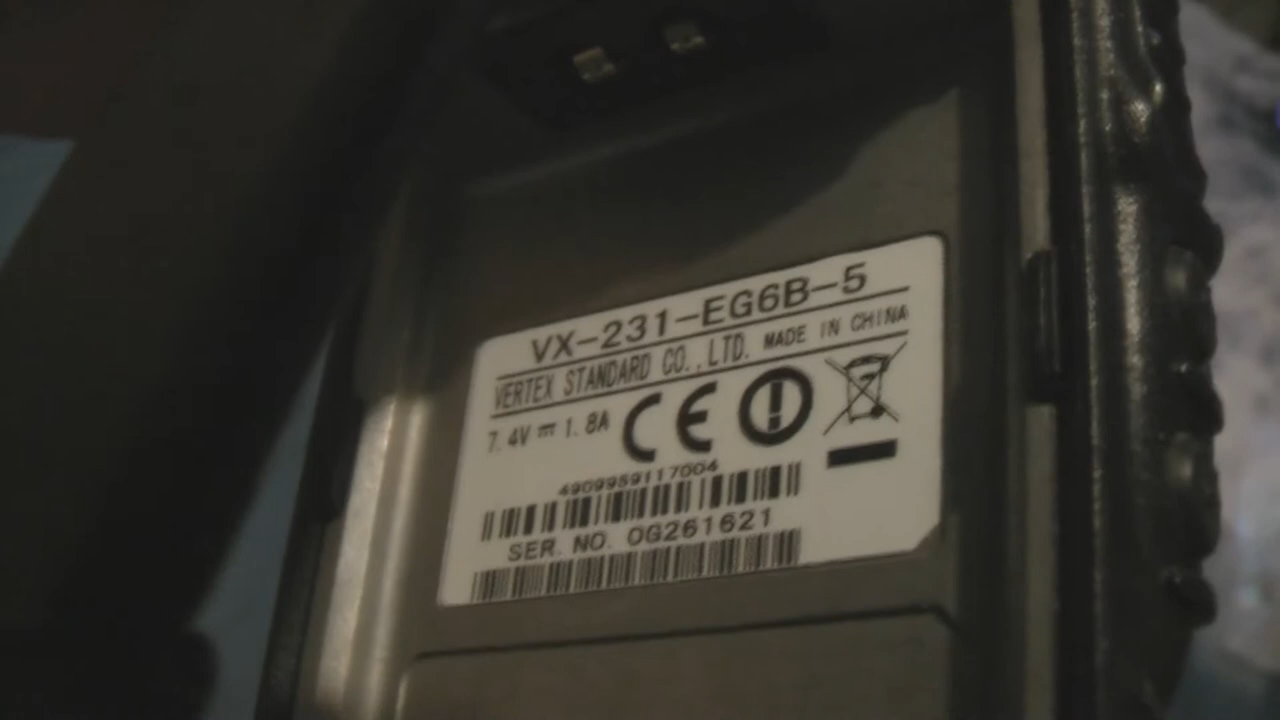 VX-231-EG6B-5
VERTEX STANDARD CO.,LTD. MADE IN CHINA
7.4V ⎓ 1.8A CE
4909959117004
SER. NO. 0G261621